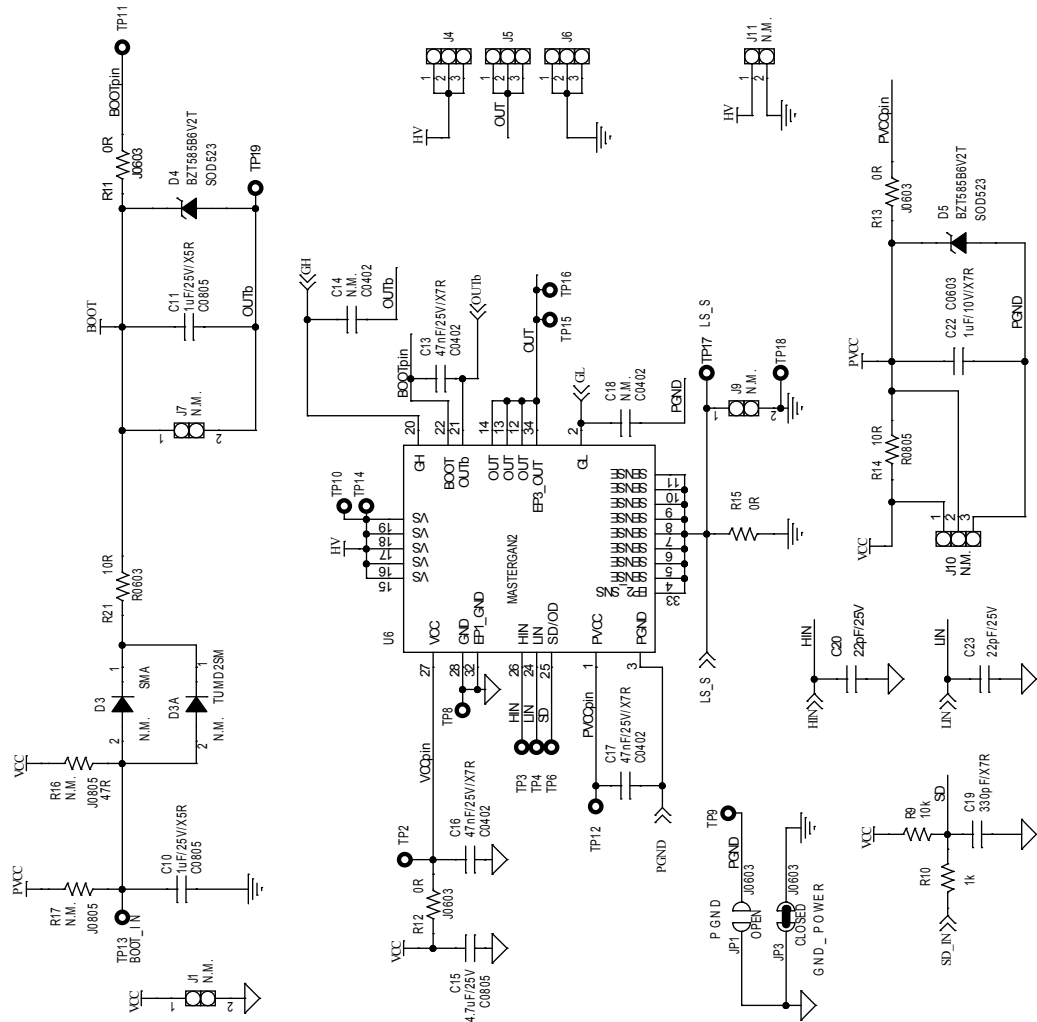 TP11
BOOTpin
R11
0R
J0603
D4
BZT585B6V2T
SOD523
TP19
BOOT
C11
1uF/25V/X5R
C0805
OUTb
J7
N.M.
1
2
R21
10R
R0603
D3
N.M.
SMA
1
2
D3A
N.M.
TUMD2SM
1
2
VCC
R16
N.M.
J0805
47R
PVCC
R17
N.M.
J0805
C10
1uF/25V/X5R
C0805
TP13
BOOT_IN
VCC
J1
N.M.
1
2
HV
J4
1
2
3
OUT
J5
1
2
3
J6
1
2
3
HV
J11
N.M.
1
2
GH
C14
N.M.
C0402
OUTb
BOOTpin
C13
47nF/25V/X7R
C0402
OUTb
OUT
TP15
TP16
GL
C18
N.M.
C0402
PGND
TP10
TP14
HV
U6
MASTERGAN2
20
GH
22
BOOT
21
OUTb
14
OUT
13
OUT
12
OUT
34
EP3_OUT
2
GL
19
VS
18
VS
17
VS
16
VS
15
VS
27
VCC
28
GND
32
EP1_GND
26
HIN
24
LIN
25
SD/OD
1
PVCC
3
PGND
11
SENSE
10
SENSE
9
SENSE
8
SENSE
7
SENSE
6
SENSE
5
SENSE
4
SENSE
33
EP2_SNS
VCCpin
TP2
R12
0R
J0603
VCC
C16
47nF/25V/X7R
C0402
C15
4.7uF/25V
C0805
TP8
HIN
LIN
SD
TP3
TP4
TP6
PVCCpin
TP12
C17
47nF/25V/X7R
C0402
PGND
LS_S
TP17
LS_S
J9
N.M.
1
2
TP18
R15
0R
PVCCpin
R13
0R
J0603
D5
BZT585B6V2T
SOD523
PVCC
C22 C0603
1uF/10V/X7R
PGND
R14
10R
R0805
VCC
J10
N.M.
1
2
3
HIN
HIN
C20
22pF/25V
LIN
LIN
C23
22pF/25V
TP9
PGND
PGND
JP1
OPEN
J0603
JP3
CLOSED
J0603
GND_POWER
VCC
R9
10k
SD
C19
330pF/X7R
R10
1k
SD_IN